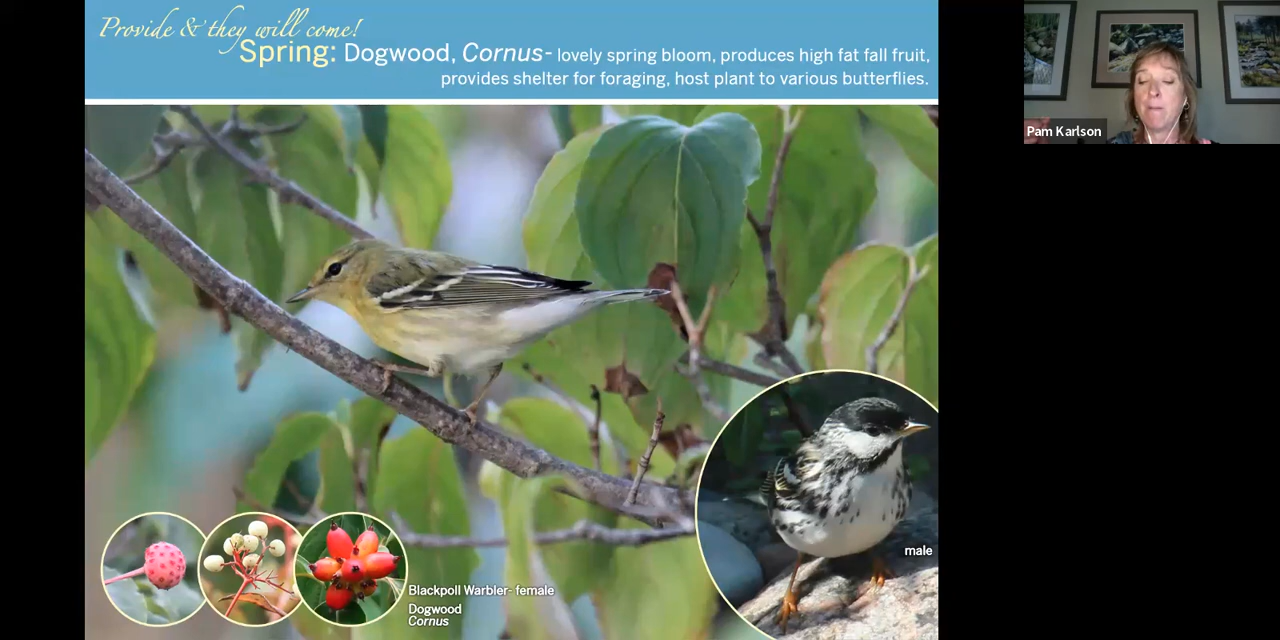 Provide & they will come!
Spring: Dogwood, Cornus- lovely spring bloom, produces high fat fall fruit,
provides shelter for foraging, host plant to various butterflies.
Pam Karlson
male
Blackpoll Warbler- female
Dogwood
Cornus